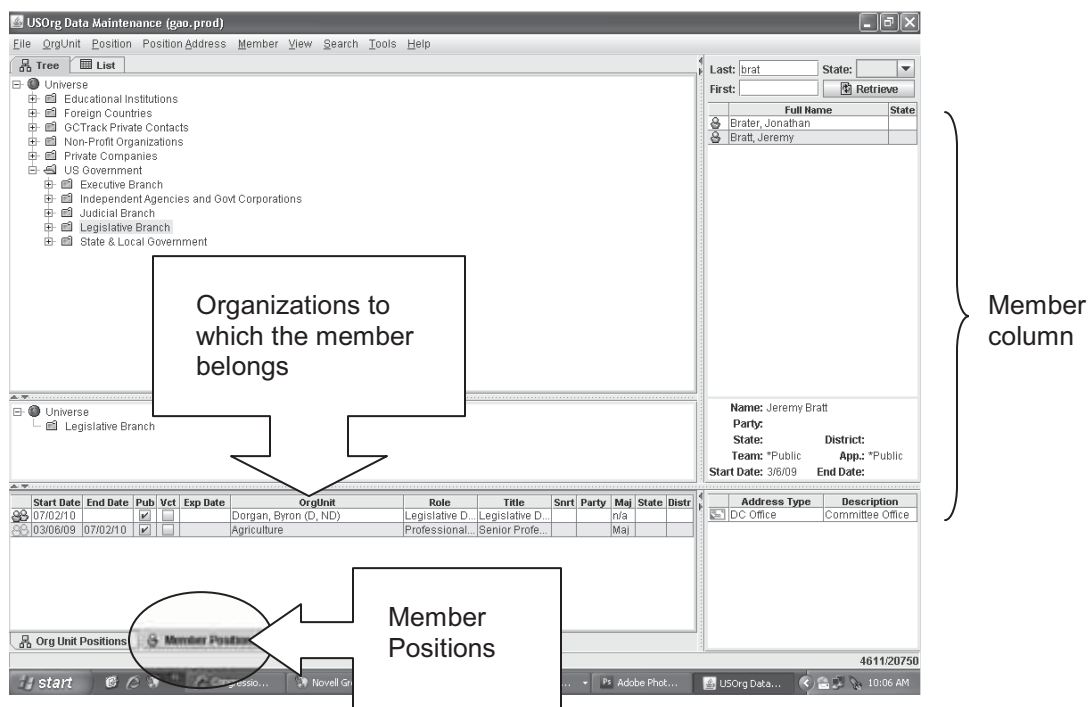 USOrg Data Maintenance (gao.prod)
File OrgUnit Position Position Address Member View Search Tools Help
Tree List
Universe
Educational Institutions
Foreign Countries
GCTrack Private Contacts
Non-Profit Organizations
Private Companies
US Government
Executive Branch
Independent Agencies and Govt Corporations
Judicial Branch
Legislative Branch
State & Local Government
Last: brat State:
First: Retrieve
Full Name State
Brater, Jonathan
Bratt, Jeremy
Organizations to
which the member
belongs
Member
column
Universe
Legislative Branch
Name: Jeremy Bratt
Party:
State: District:
Team: *Public App.: *Public
Start Date: 3/6/09 End Date:
Start Date End Date Pub Vct Exp Date OrgUnit Role Title Snrt Party Maj State Distr
07/02/10 Dorgan, Byron (D, ND) Legislative D... Legislative D... n/a
03/06/09 07/02/10 Agriculture Professional... Senior Profe... Maj
Address Type Description
DC Office Committee Office
Member
Positions
Org Unit Positions Member Position
4611/20750
start Congressio... Novell Gr ... Adobe Phot... USOrg Data... 10:06 AM